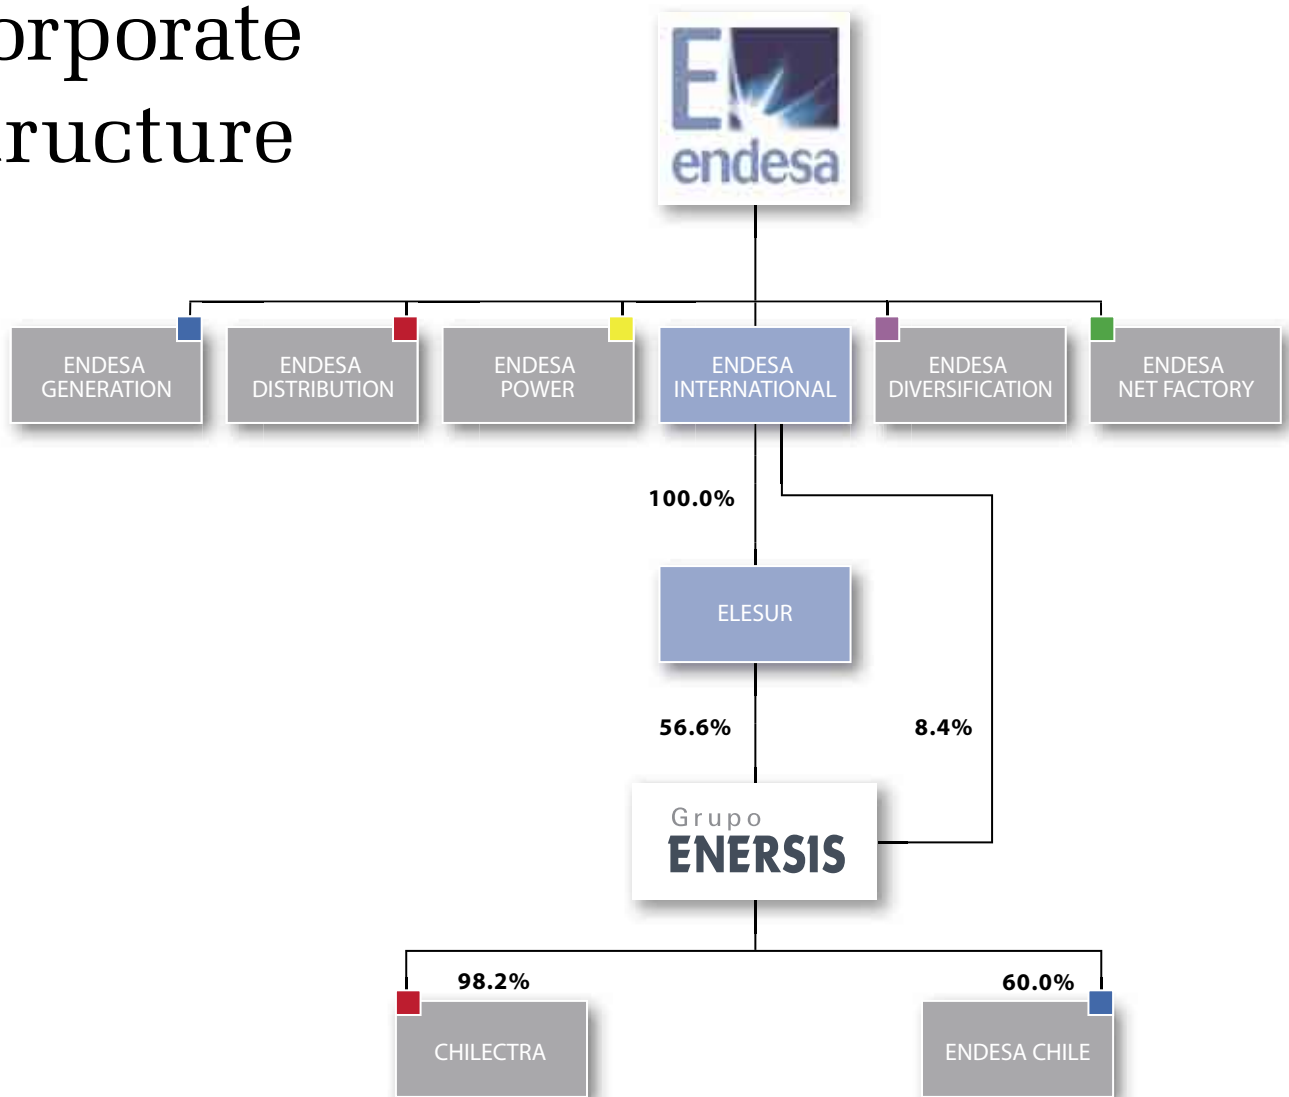 orporate
ructure
E
endesa
ENDESA
GENERATION
ENDESA
DISTRIBUTION
ENDESA
POWER
ENDESA
INTERNATIONAL
ENDESA
DIVERSIFICATION
ENDESA
NET FACTORY
100.0%
ELESUR
56.6%
8.4%
Grupo
ENERSIS
98.2%
60.0%
CHILECTRA
ENDESA CHILE